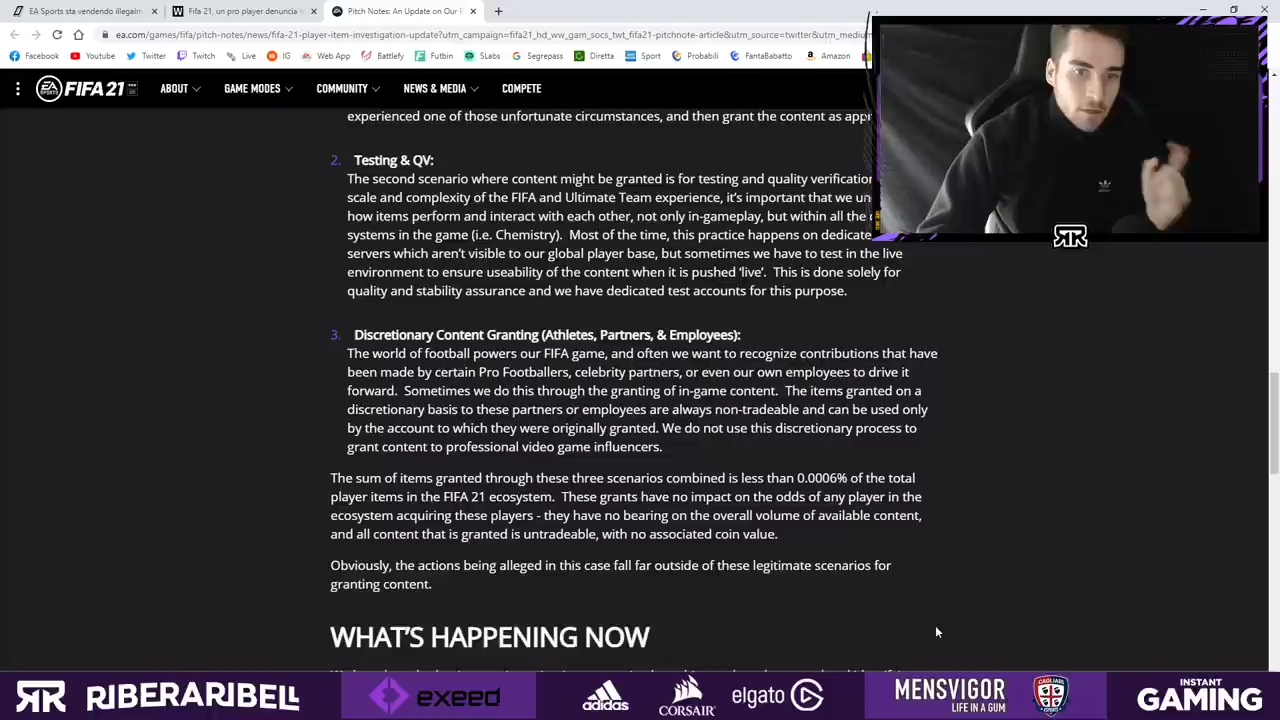 EA Sports sta vendendo illegalm
Fifa 21, un pro player denuncia
Pitch Notes: An Update on Our P
ea.com/games/fifa/pitch-notes/news/fifa-21-player-item-investigation-update?utm_campaign=fifa21_hd_ww_gam_socs_twt_fifa21-pitchnote-article&utm_source=twitter&utm_medium
Facebook Youtube Twitter Twitch Live IG Web App Battlefy Futbin SLabs Segrepass Diretta Sport Probabili FantaBabatto Amazon
EA SPORTS FIFA 21 ABOUT GAME MODES COMMUNITY NEWS & MEDIA COMPETE
experienced one of those unfortunate circumstances, and then grant the content as appr
2. Testing & QV:
The second scenario where content might be granted is for testing and quality verification
scale and complexity of the FIFA and Ultimate Team experience, it's important that we un
how items perform and interact with each other, not only in-gameplay, but within all the
systems in the game (i.e. Chemistry). Most of the time, this practice happens on dedicate
servers which aren't visible to our global player base, but sometimes we have to test in the live
environment to ensure useability of the content when it is pushed 'live'. This is done solely for
quality and stability assurance and we have dedicated test accounts for this purpose.
3. Discretionary Content Granting (Athletes, Partners, & Employees):
The world of football powers our FIFA game, and often we want to recognize contributions that have
been made by certain Pro Footballers, celebrity partners, or even our own employees to drive it
forward. Sometimes we do this through the granting of in-game content. The items granted on a
discretionary basis to these partners or employees are always non-tradeable and can be used only
by the account to which they were originally granted. We do not use this discretionary process to
grant content to professional video game influencers.
The sum of items granted through these three scenarios combined is less than 0.0006% of the total
player items in the FIFA 21 ecosystem. These grants have no impact on the odds of any player in the
ecosystem acquiring these players - they have no bearing on the overall volume of available content,
and all content that is granted is untradeable, with no associated coin value.
Obviously, the actions being alleged in this case fall far outside of these legitimate scenarios for
granting content.
WHAT'S HAPPENING NOW
RIBERARIBELL exeed adidas CORSAIR elgato MENSVIGOR LIFE IN A GUM CAGLIARI ESPORTS INSTANT GAMING